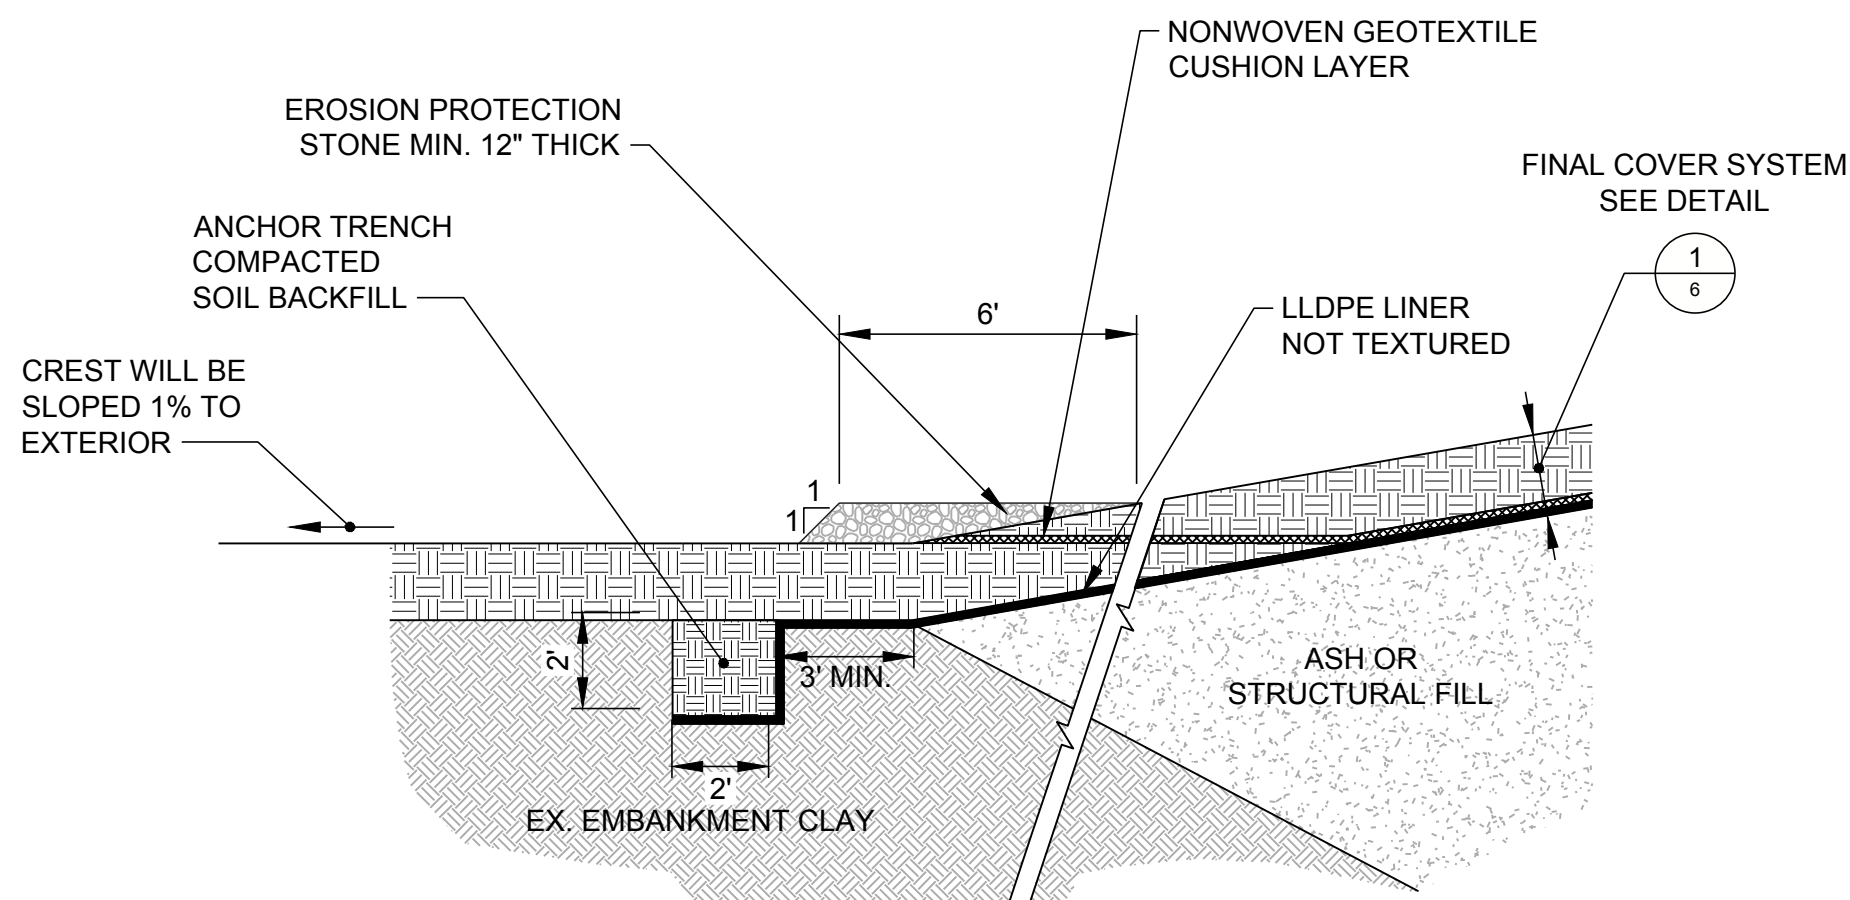 NONWOVEN GEOTEXTILE
CUSHION LAYER
EROSION PROTECTION
STONE MIN. 12" THICK
FINAL COVER SYSTEM
SEE DETAIL
1
6
ANCHOR TRENCH
COMPACTED
SOIL BACKFILL
6'
LLDPE LINER
NOT TEXTURED
CREST WILL BE
SLOPED 1% TO
EXTERIOR
1
1
2'
3' MIN.
ASH OR
STRUCTURAL FILL
2'
EX. EMBANKMENT CLAY